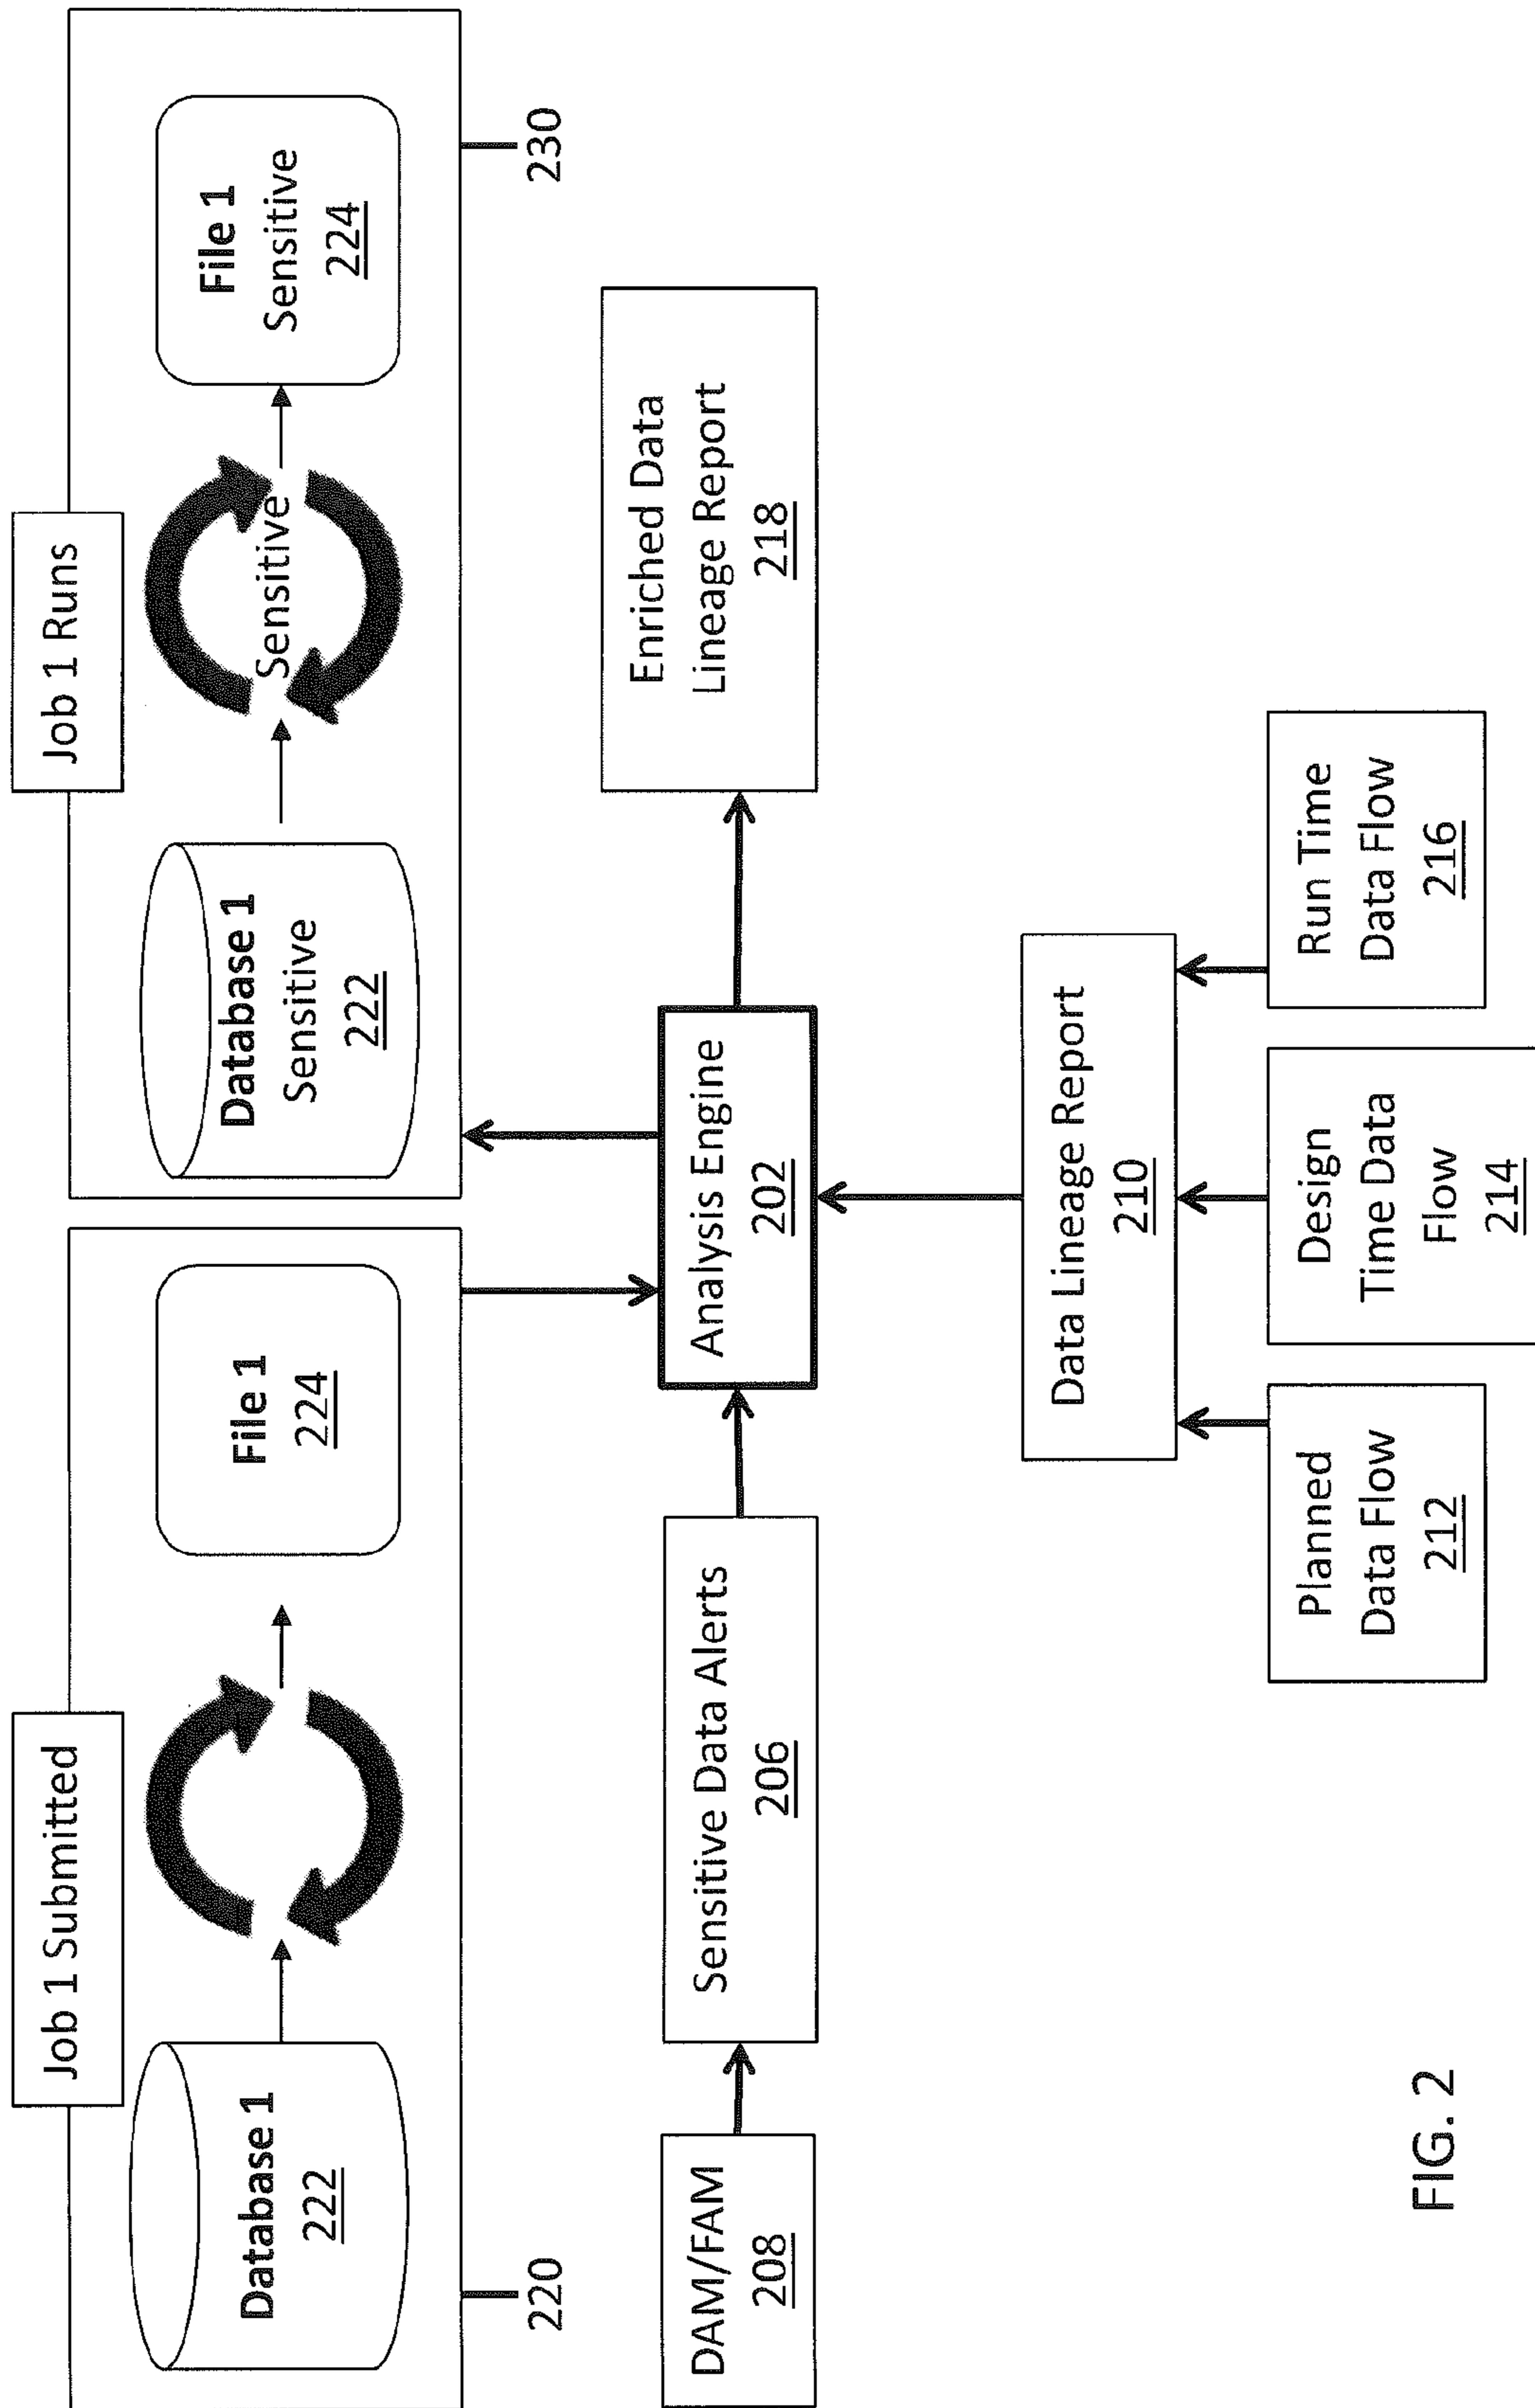 Job 1 Submitted
Database 1
222
File 1
224
220
Job 1 Runs
Database 1
Sensitive
222
Sensitive
File 1
Sensitive
224
230
DAM/FAM
208
Sensitive Data Alerts
206
Analysis Engine
202
Enriched Data
Lineage Report
218
Data Lineage Report
210
Planned
Data Flow
212
Design
Time Data
Flow
214
Run Time
Data Flow
216
FIG. 2